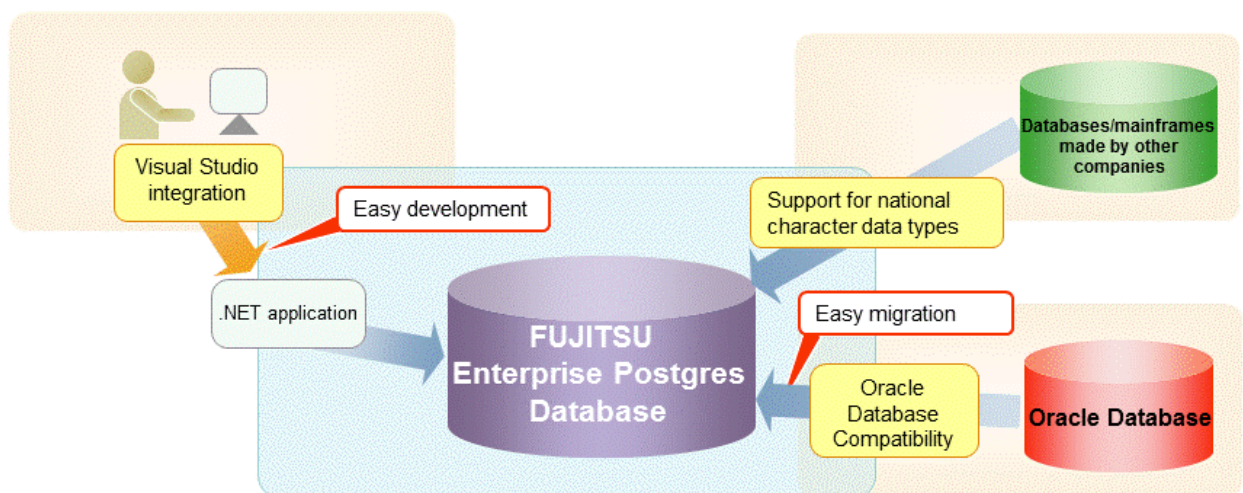 Visual Studio
integration
Easy development
.NET application
FUJITSU
Enterprise Postgres
Database
Databases/mainframes
made by other
companies
Support for national
character data types
Easy migration
Oracle
Database
Compatibility
Oracle Database